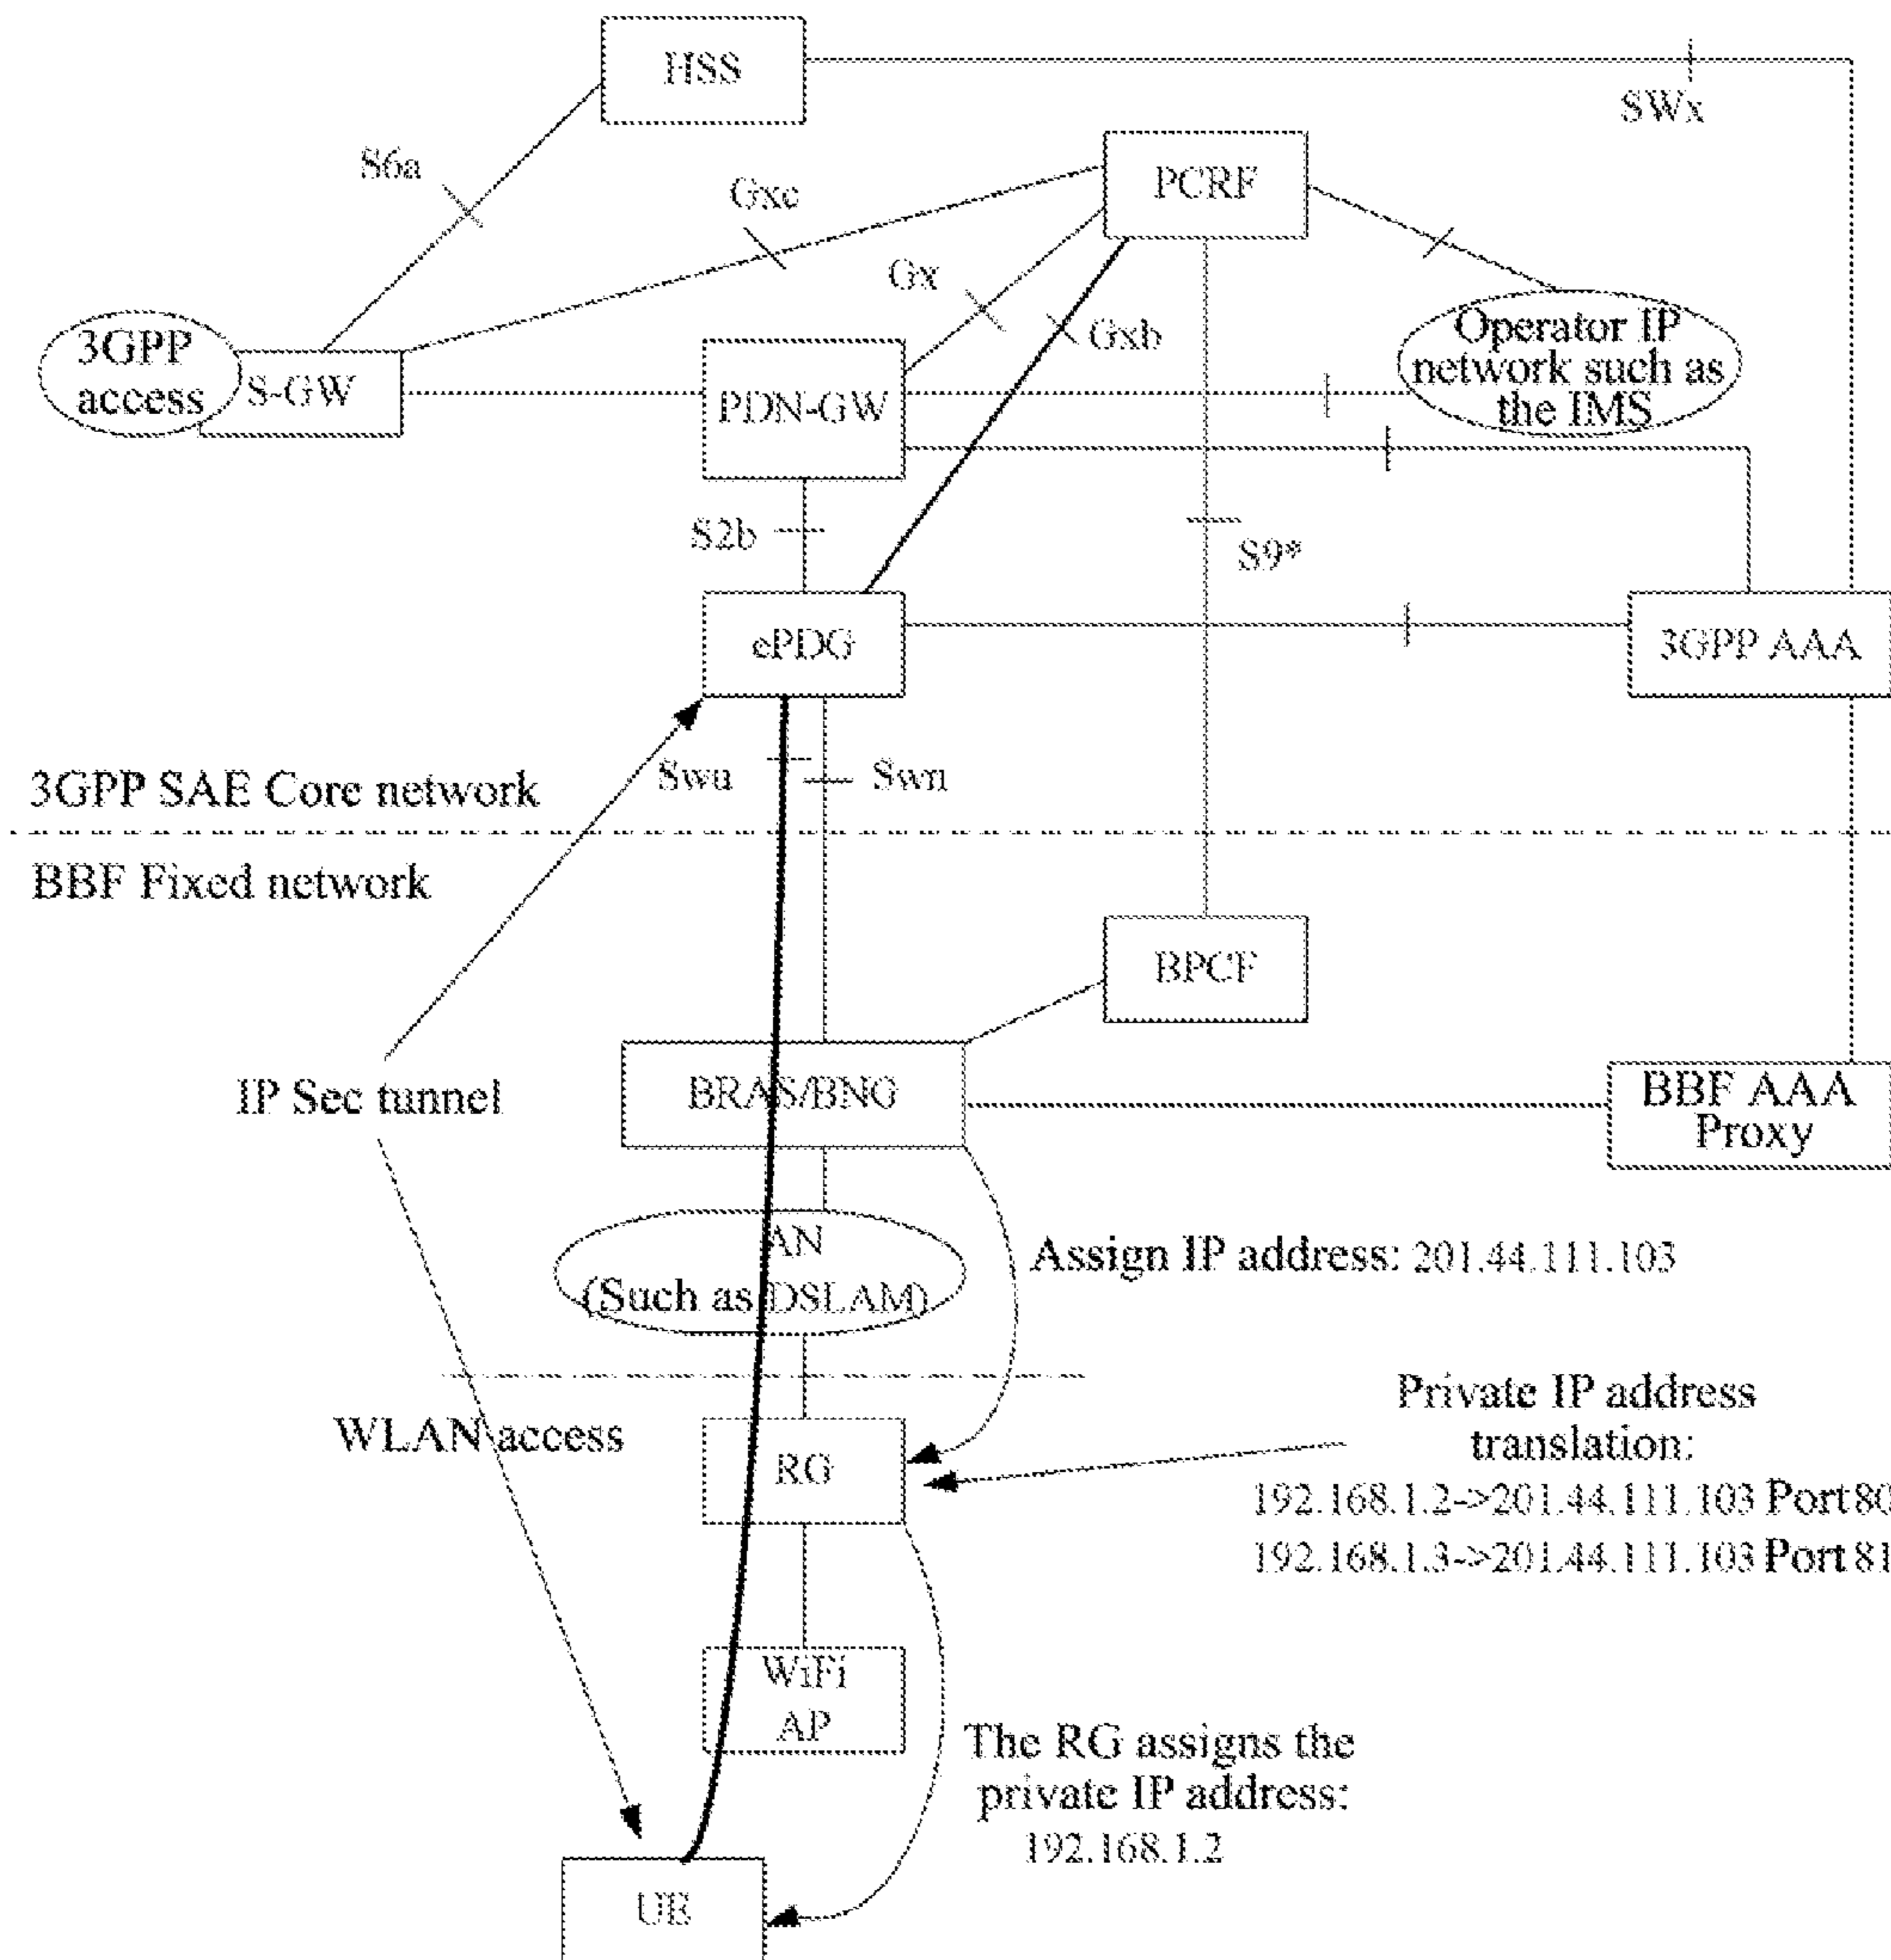 HSS
SWx
S6a
PCRF
Gxc
Gx
Gxb
3GPP
access
S-GW
PDN-GW
Operator IP
network such as
the IMS
S2b
S9*
ePDG
3GPP AAA
Swu
Swn
3GPP SAE Core network
BBF Fixed network
BPCF
IP Sec tunnel
BRAS/BNG
BBF AAA
Proxy
AN
(Such as DSLAM)
Assign IP address: 201.44.111.103
WLAN access
RG
Private IP address
translation:
192.168.1.2->201.44.111.103 Port 80
192.168.1.3->201.44.111.103 Port 81
WiFi
AP
The RG assigns the
private IP address:
192.168.1.2
UE